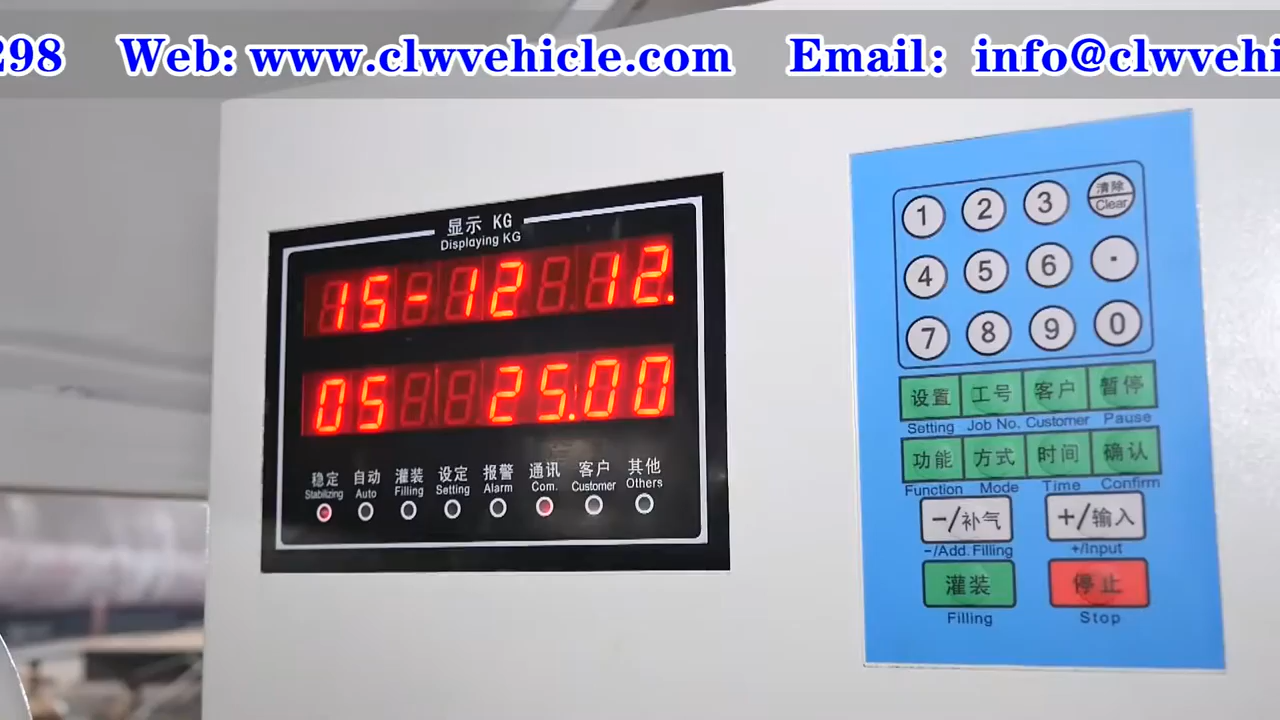 298 Web: www.clwvehicle.com Email: info@clwvehi
显示 KG
Displaying KG
15-12 12.
05 25.00
稳定 自动 灌装 设定 报警 通讯 客户 其他
Stabilizing Auto Filling Setting Alarm Com. Customer Others
1 2 3 清除
Clear
4 5 6 ·
7 8 9 0
设置 工号 客户 暂停
Setting Job No. Customer Pause
功能 方式 时间 确认
Function Mode Time Confirm
-/补气 +/输入
-/Add.Filling +/Input
灌装 停止
Filling Stop